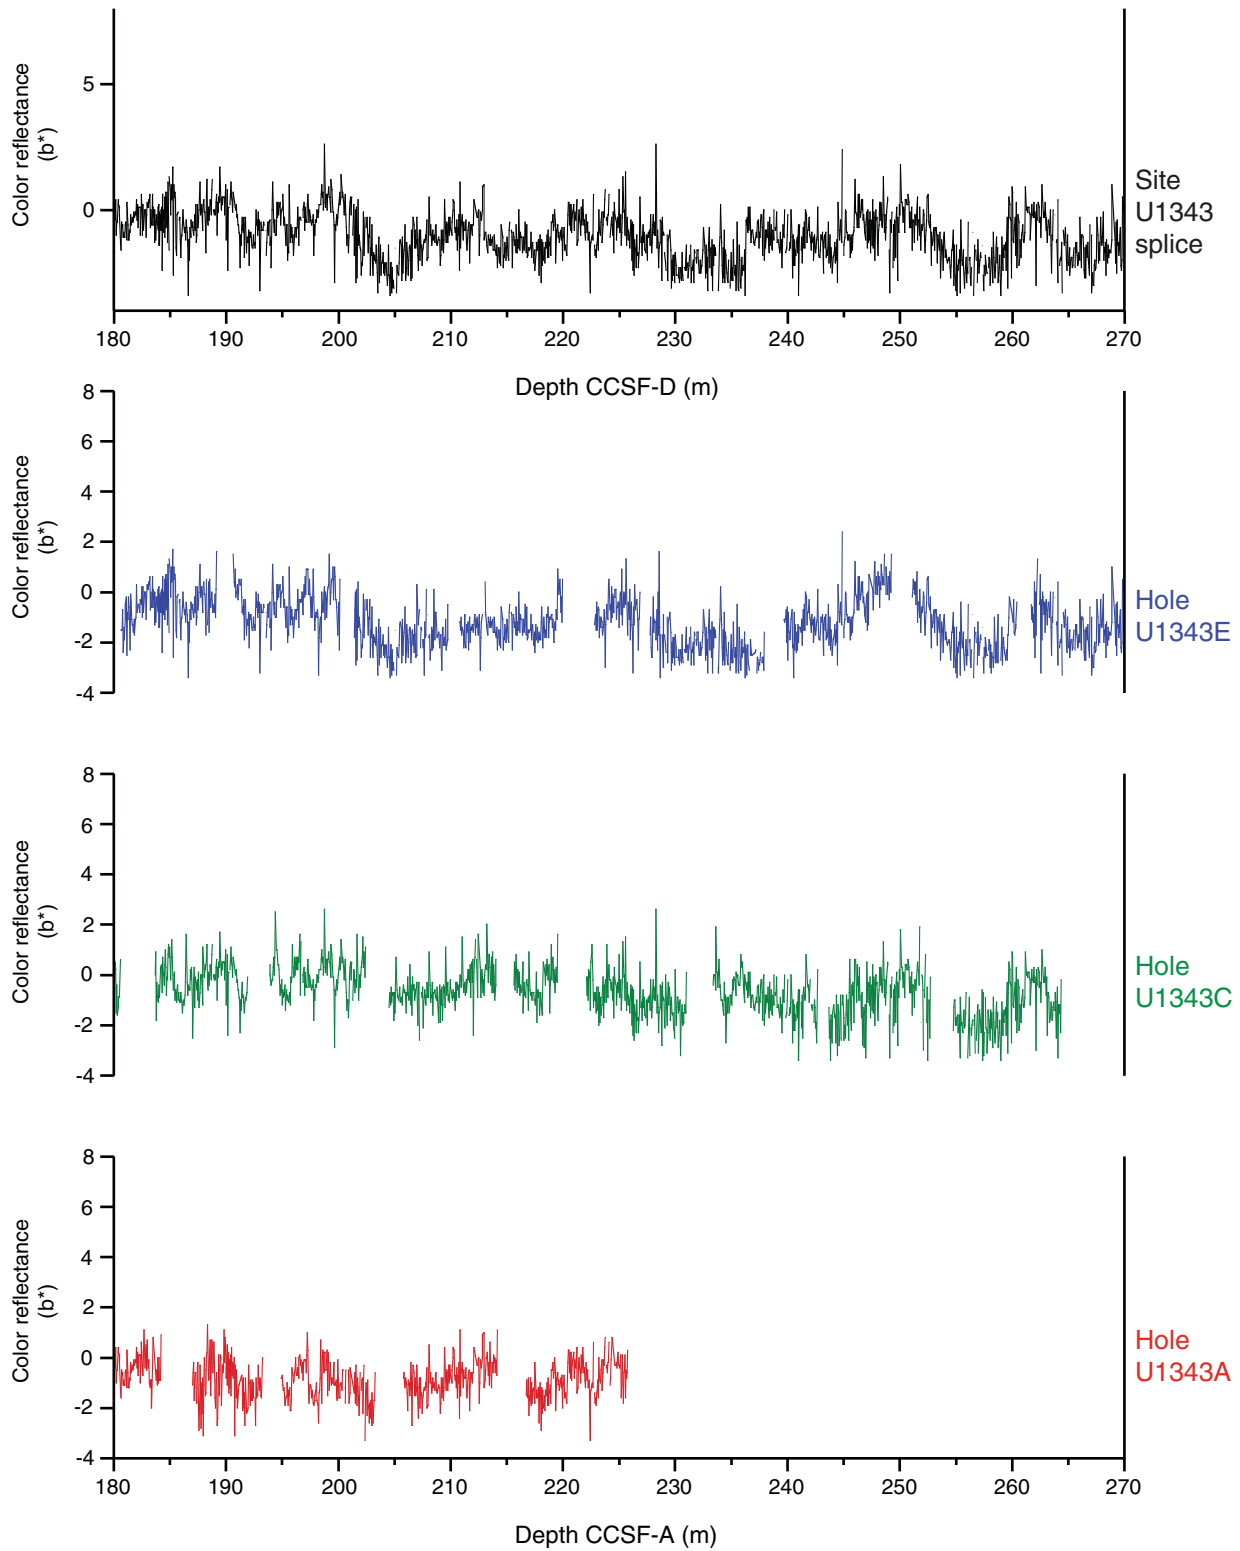 Color reflectance
(b*)
5
0
Site
U1343
splice
180 190 200 210 220 230 240 250 260 270
Depth CCSF-D (m)
Color reflectance
(b*)
8
6
4
2
0
-2
-4
Hole
U1343E
Color reflectance
(b*)
8
6
4
2
0
-2
-4
Hole
U1343C
Color reflectance
(b*)
8
6
4
2
0
-2
-4
Hole
U1343A
180 190 200 210 220 230 240 250 260 270
Depth CCSF-A (m)